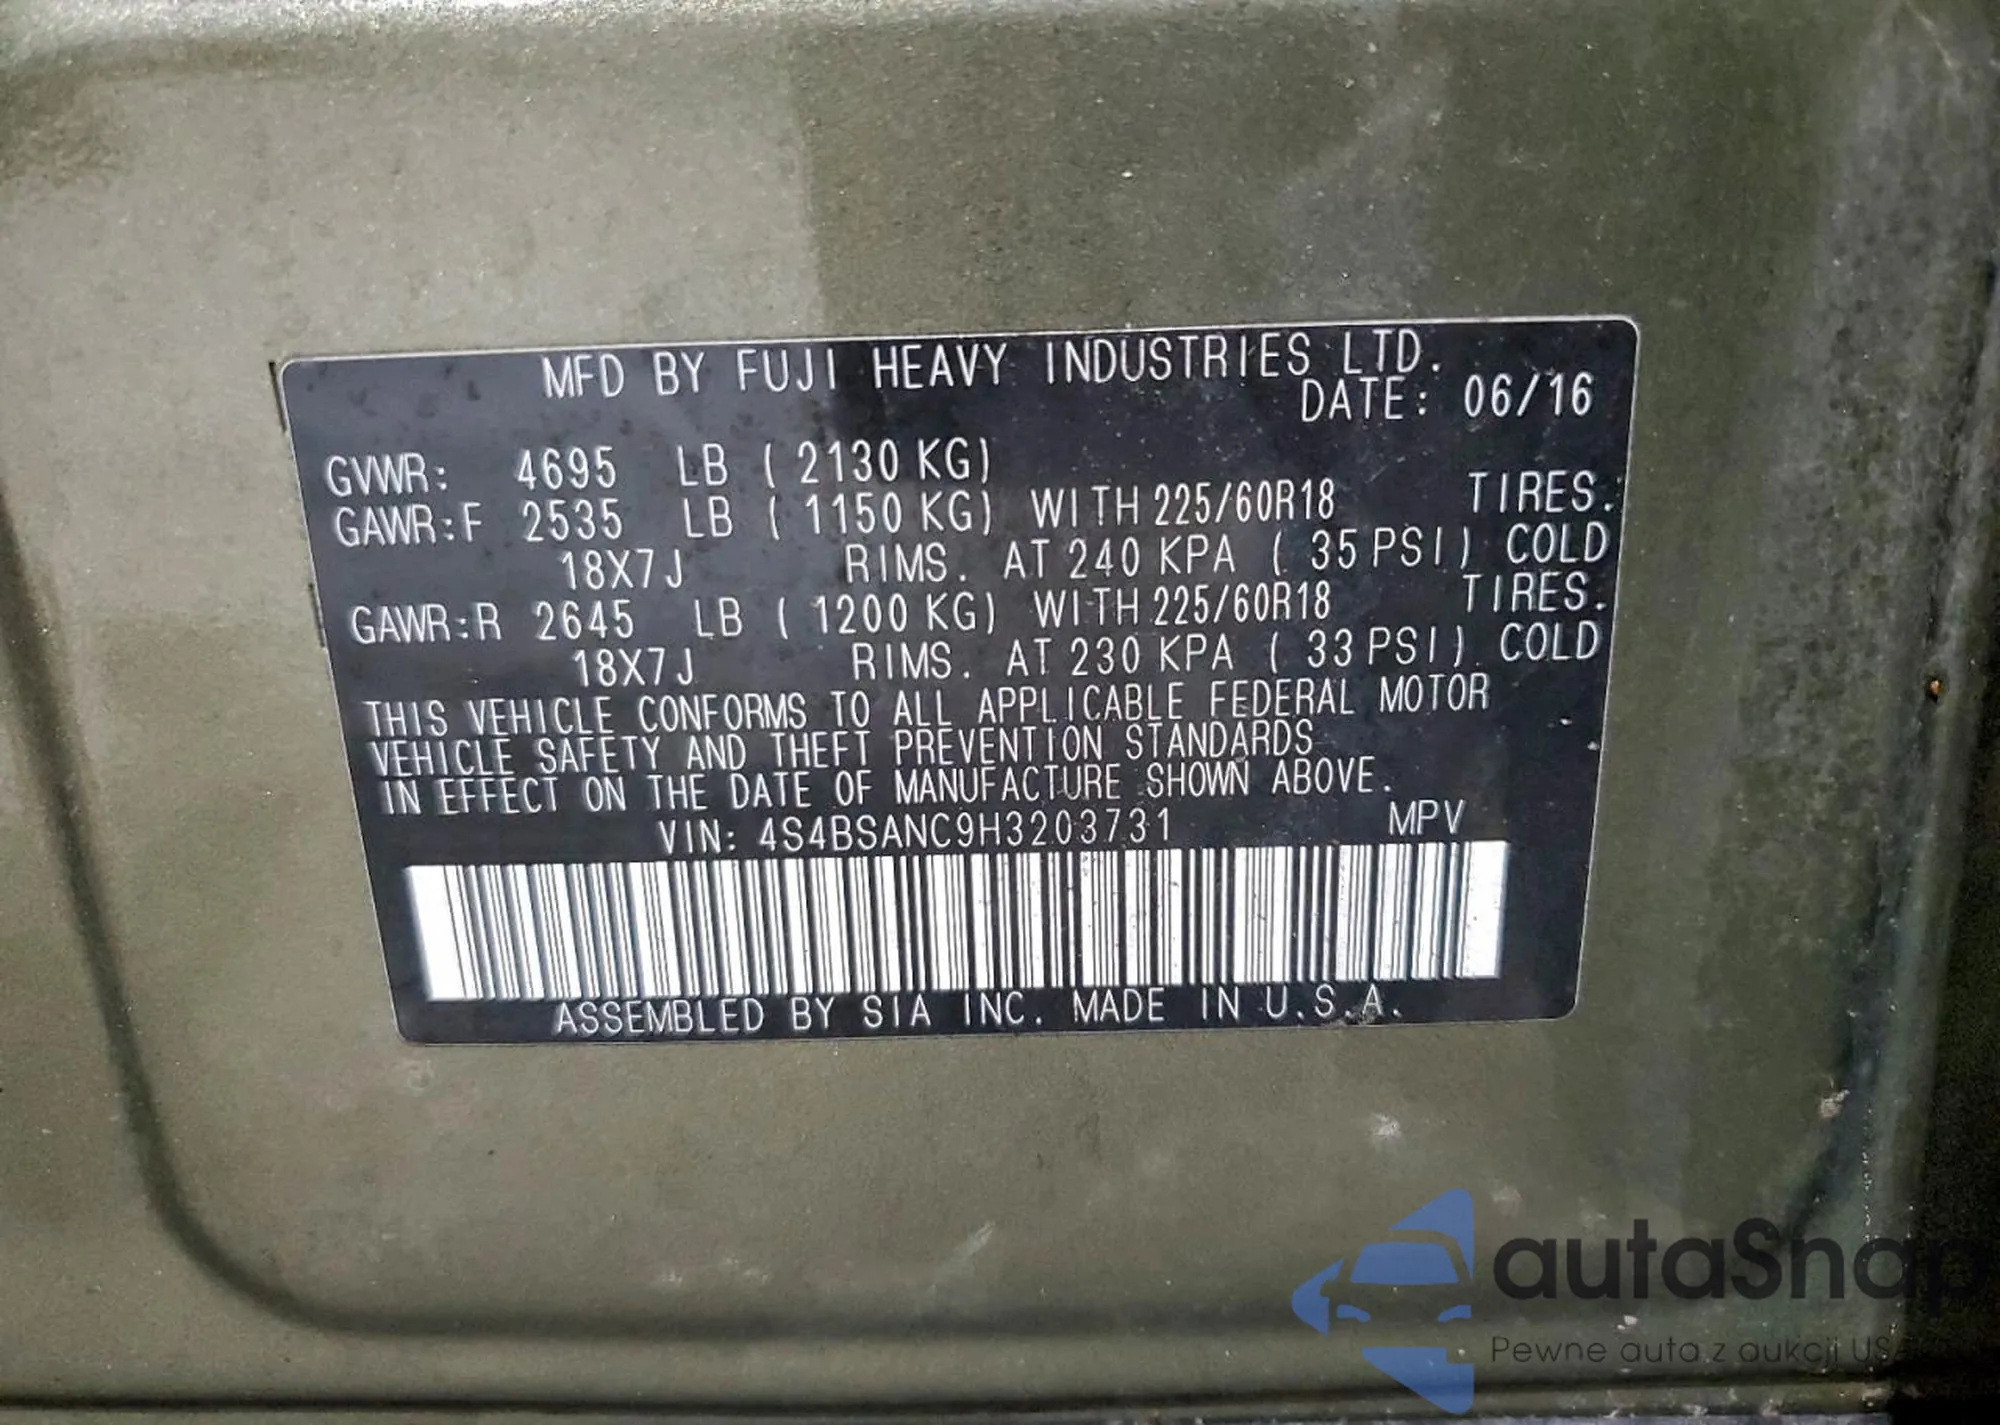 MFD BY FUJI HEAVY INDUSTRIES LTD.
DATE: 06/16
GVWR: 4695 LB ( 2130 KG)
GAWR:F 2535 LB ( 1150 KG) WITH 225/60R18 TIRES.
18X7J RIMS. AT 240 KPA ( 35 PSI) COLD
GAWR:R 2645 LB ( 1200 KG) WITH 225/60R18 TIRES.
18X7J RIMS. AT 230 KPA ( 33 PSI) COLD
THIS VEHICLE CONFORMS TO ALL APPLICABLE FEDERAL MOTOR
VEHICLE SAFETY AND THEFT PREVENTION STANDARDS
IN EFFECT ON THE DATE OF MANUFACTURE SHOWN ABOVE.
VIN: 4S4BSANC9H3203731 MPV
ASSEMBLED BY SIA INC. MADE IN U.S.A.
autaSnap
Pewne auta z aukcji US